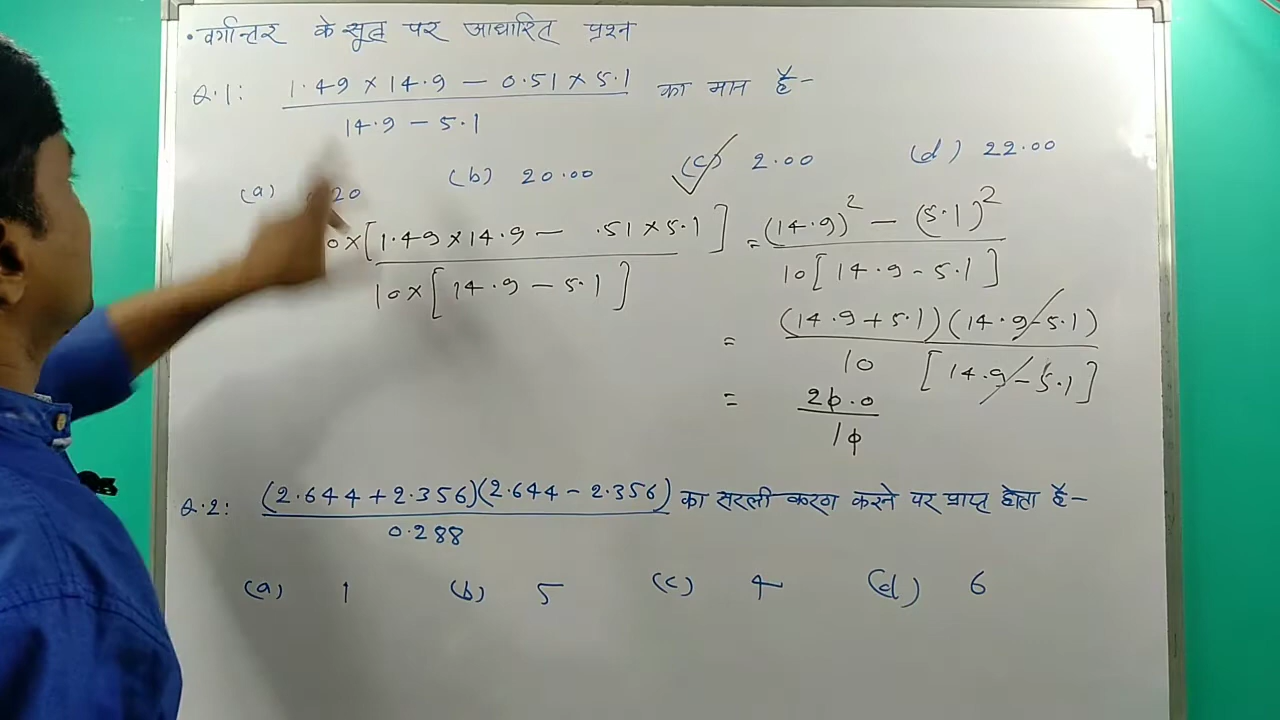 • वर्गान्तर के सूत्र पर आधारित प्रश्न
Q.1: 1.49 × 14.9 − 0.51 × 5.1 का मान है-
14.9 − 5.1
(a) 20 (b) 20.00 (c) 2.00 (d) 22.00
0×[1.49×14.9 − .51×5.1] = (14.9)² − (5.1)²
10×[14.9 − 5.1] 10[14.9 − 5.1]
= (14.9+5.1)(14.9−5.1)
10 [14.9−5.1]
= 20.0
10
Q.2: (2.644+2.356)(2.644−2.356) का सरली करण करने पर प्राप्त होता है-
0.288
(a) 1 (b) 5 (c) 4 (d) 6